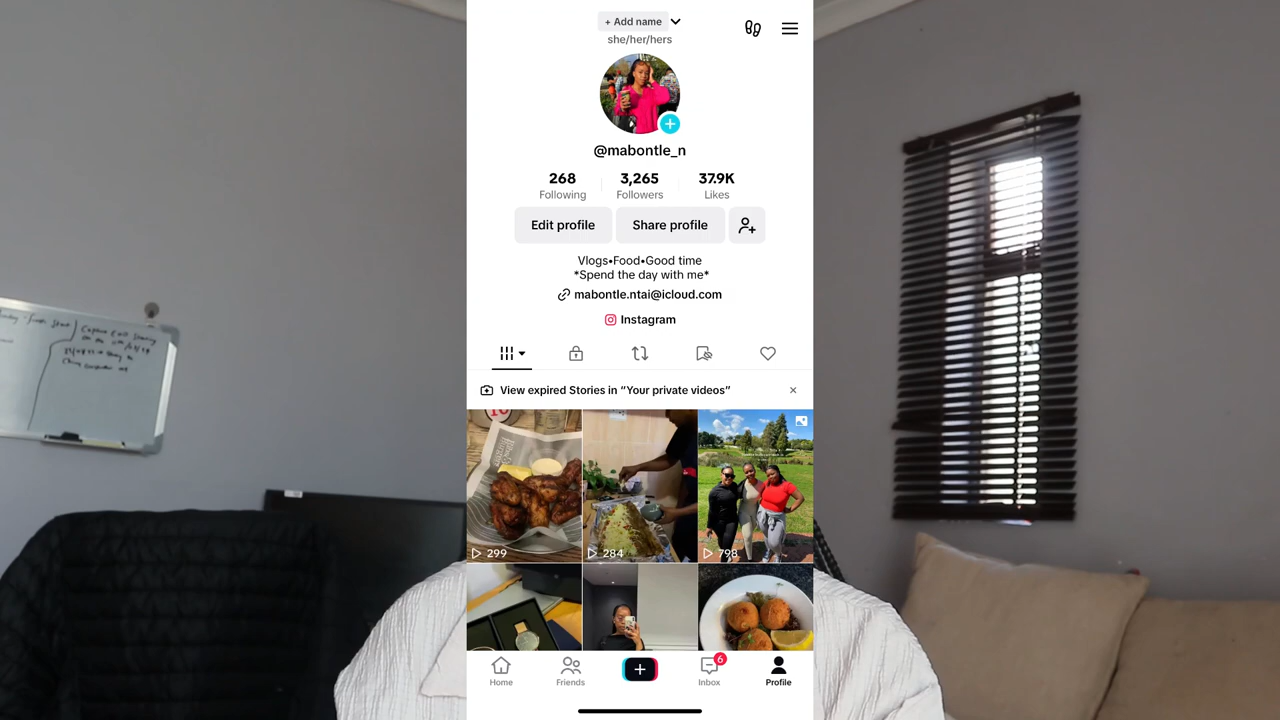 + Add name
she/her/hers
@mabontle_n
268
Following
3,265
Followers
37.9K
Likes
Edit profile
Share profile
Vlogs•Food•Good time
*Spend the day with me*
mabontle.ntai@icloud.com
Instagram
View expired Stories in “Your private videos”
299
284
798
Home
Friends
6
Inbox
Profile